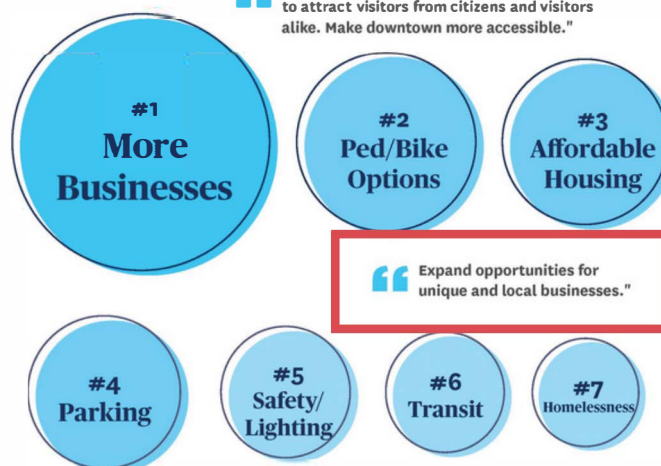 to attract visitors from citizens and visitors
alike. Make downtown more accessible."
#1
More
Businesses
#2
Ped/Bike
Options
#3
Affordable
Housing
Expand opportunities for
unique and local businesses."
#4
Parking
#5
Safety/
Lighting
#6
Transit
#7
Homelessness